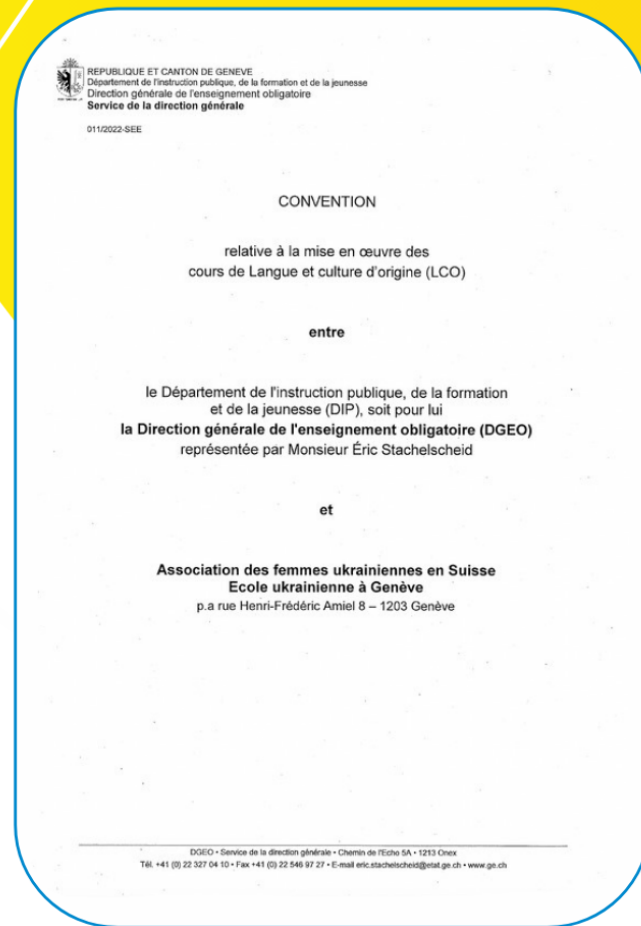 REPUBLIQUE ET CANTON DE GENEVE
Département de l'instruction publique, de la formation et de la jeunesse
Direction générale de l'enseignement obligatoire
Service de la direction générale
011/2022-SEE
CONVENTION
relative à la mise en œuvre des
cours de Langue et culture d'origine (LCO)
entre
le Département de l'instruction publique, de la formation
et de la jeunesse (DIP), soit pour lui
la Direction générale de l'enseignement obligatoire (DGEO)
représentée par Monsieur Éric Stachelscheid
et
Association des femmes ukrainiennes en Suisse
Ecole ukrainienne à Genève
p.a rue Henri-Frédéric Amiel 8 – 1203 Genève
DGEO • Service de la direction générale • Chemin de l'Echo 5A • 1213 Onex
Tél. +41 (0) 22 327 04 10 • Fax +41 (0) 22 546 97 27 • E-mail eric.stachelscheid@etat.ge.ch • www.ge.ch